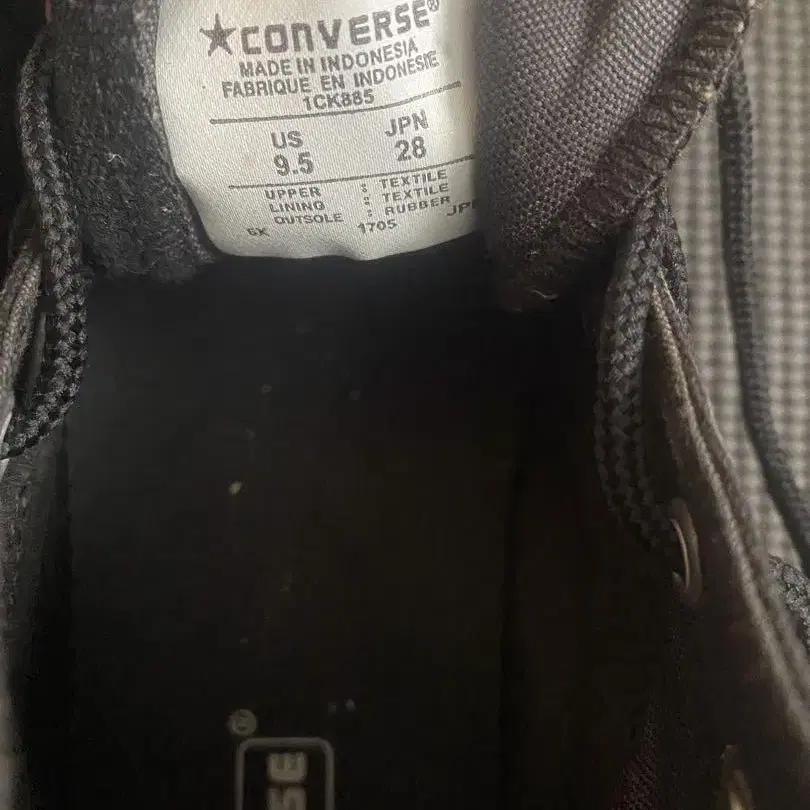 ★CONVERSE®
MADE IN INDONESIA
FABRIQUE EN INDONESIE
1CK885
US JPN
9.5 28
UPPER : TEXTILE
LINING : TEXTILE
OUTSOLE : RUBBER
1705